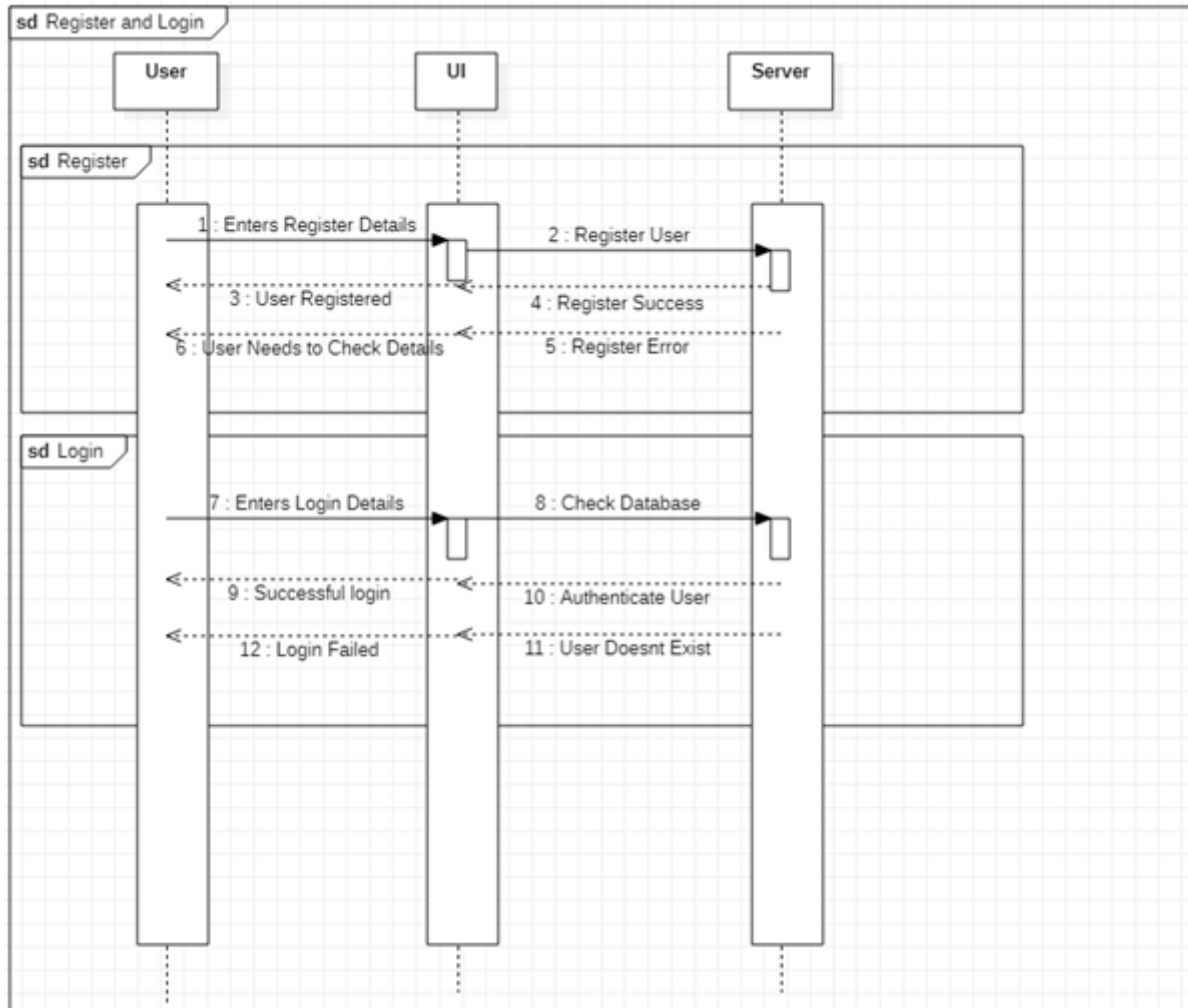 sd Register and Login
User
UI
Server
sd Register
1 : Enters Register Details
2 : Register User
3 : User Registered
4 : Register Success
6 : User Needs to Check Details
5 : Register Error
sd Login
7 : Enters Login Details
8 : Check Database
9 : Successful login
10 : Authenticate User
12 : Login Failed
11 : User Doesnt Exist